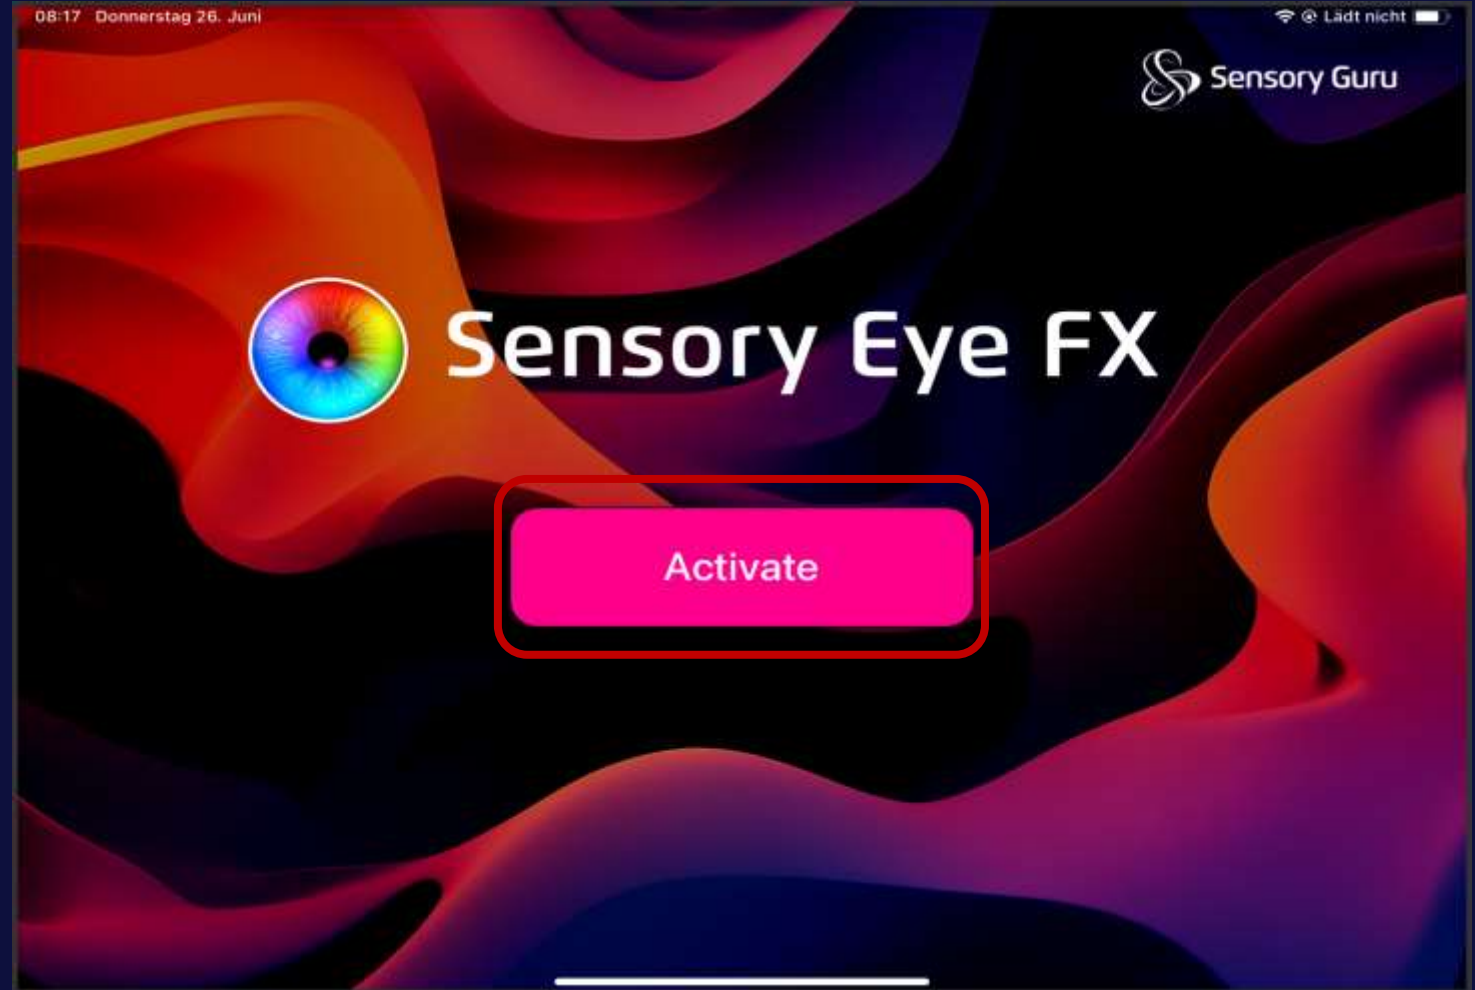 08:17 Donnerstag 26. Juni
Lädt nicht
Sensory Guru
Sensory Eye FX
Activate